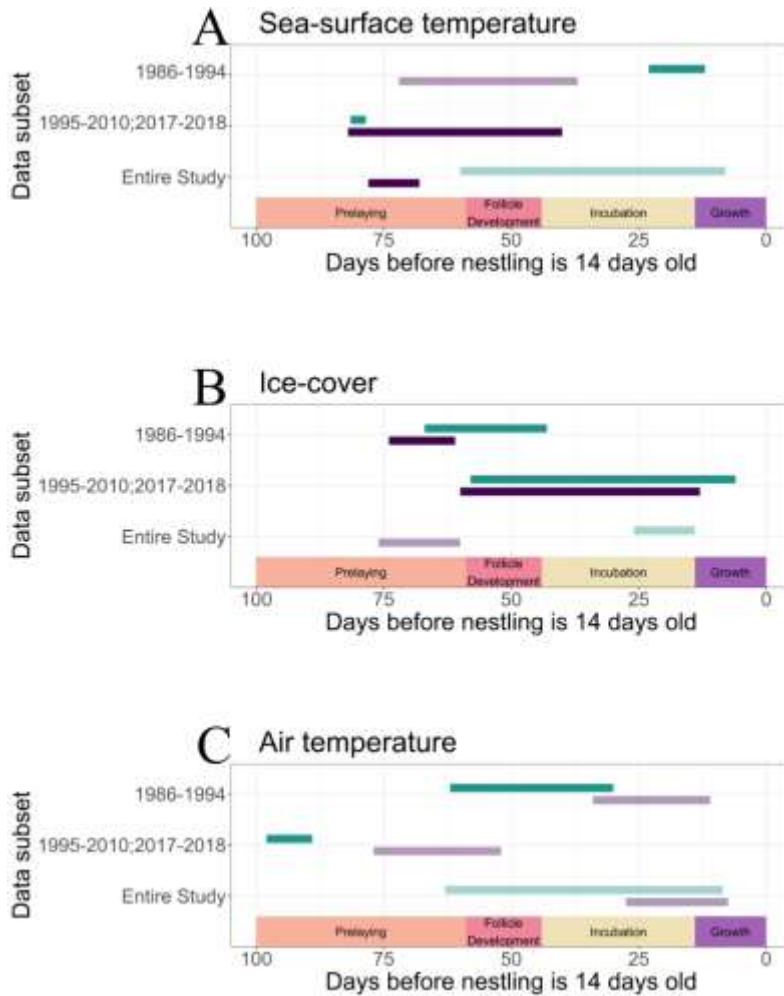 A Sea-surface temperature
Data subset
1986-1994
1995-2010;2017-2018
Entire Study
Prelaying
Follicle
Development
Incubation
Growth
100 75 50 25 0
Days before nestling is 14 days old
B Ice-cover
Data subset
1986-1994
1995-2010;2017-2018
Entire Study
Prelaying
Follicle
Development
Incubation
Growth
100 75 50 25 0
Days before nestling is 14 days old
C Air temperature
Data subset
1986-1994
1995-2010;2017-2018
Entire Study
Prelaying
Follicle
Development
Incubation
Growth
100 75 50 25 0
Days before nestling is 14 days old